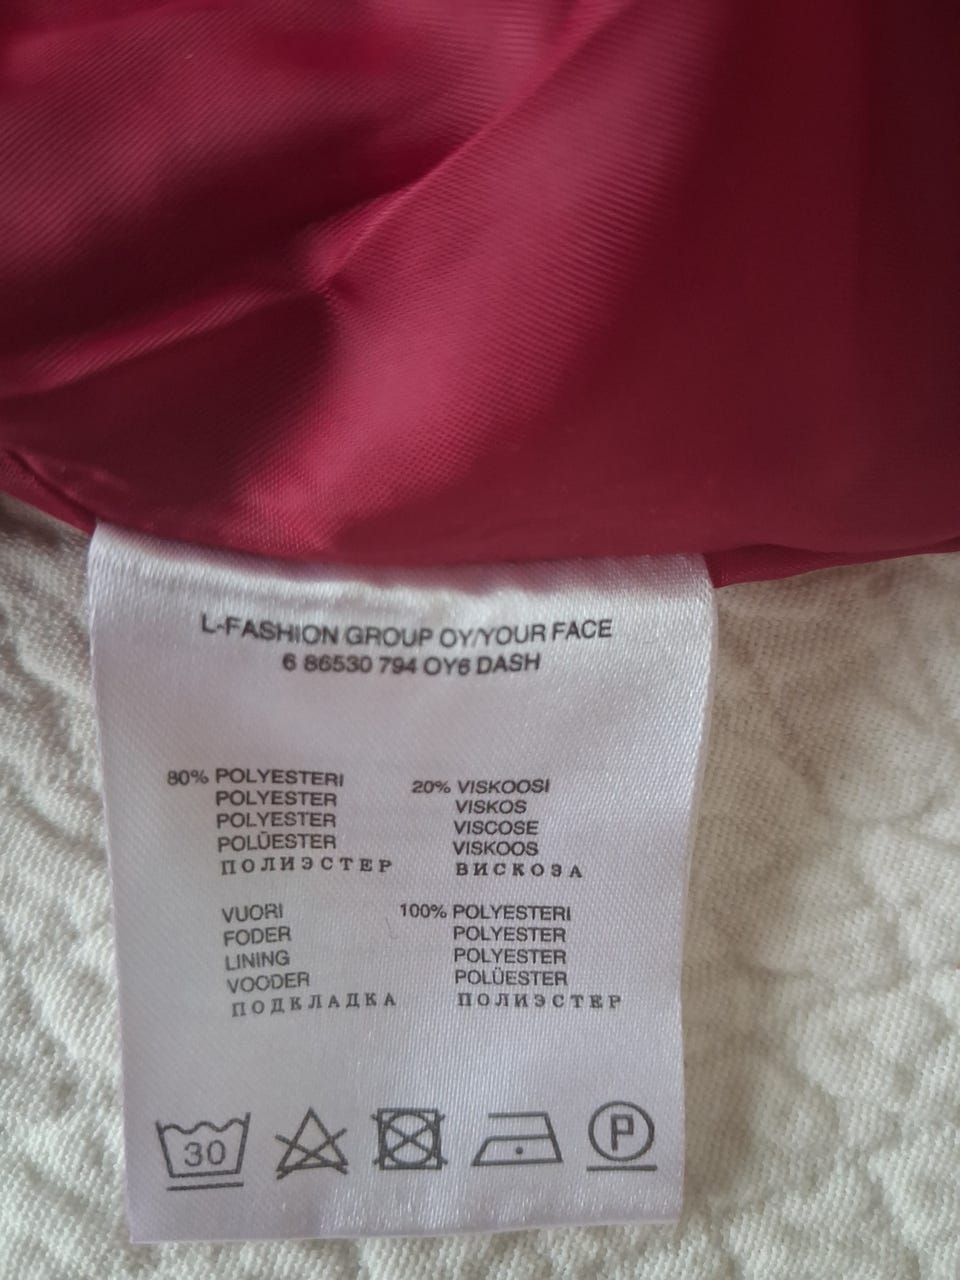 L-FASHION GROUP OY/YOUR FACE
6 86530 794 OY6 DASH
80% POLYESTERI
POLYESTER
POLYESTER
POLÜESTER
ПОЛИЭСТЕР
20% VISKOOSI
VISKOS
VISCOSE
VISKOOS
ВИСКОЗА
VUORI
FODER
LINING
VOODER
ПОДКЛАДКА
100% POLYESTERI
POLYESTER
POLYESTER
POLÜESTER
ПОЛИЭСТЕР
30
P